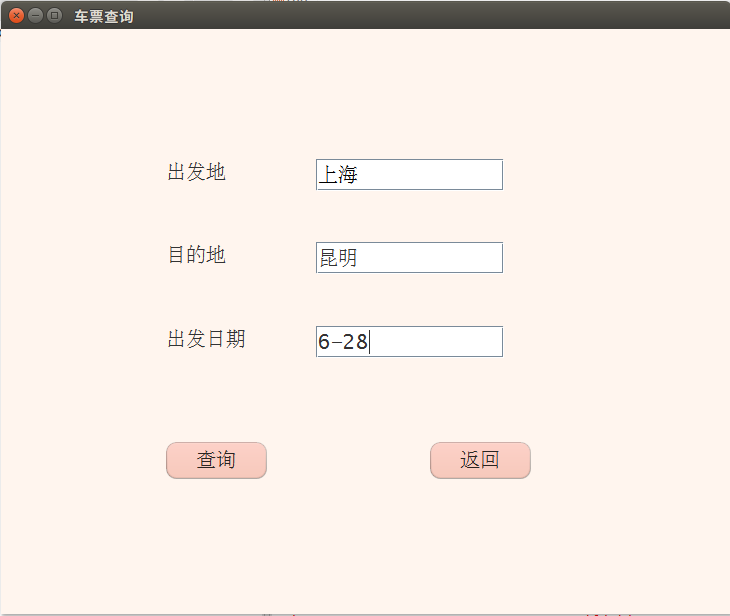 车票查询
出发地 上海
目的地 昆明
出发日期 6-28
查询 返回